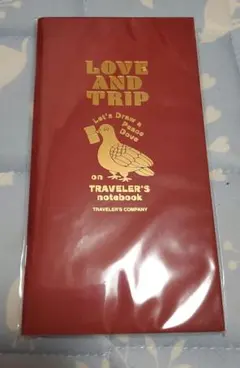 LOVE
AND
TRIP
Let's Draw a
Peace
Dove
on
TRAVELER'S
notebook
TRAVELER'S COMPANY